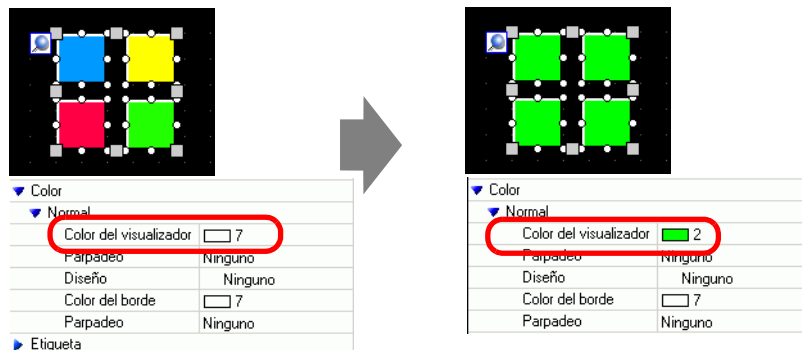 Color
Normal
Color del visualizador 7
Parpadeo Ninguno
Diseño Ninguno
Color del borde 7
Parpadeo Ninguno
Etiqueta
Color
Normal
Color del visualizador 2
Parpadeo Ninguno
Diseño Ninguno
Color del borde 7
Parpadeo Ninguno